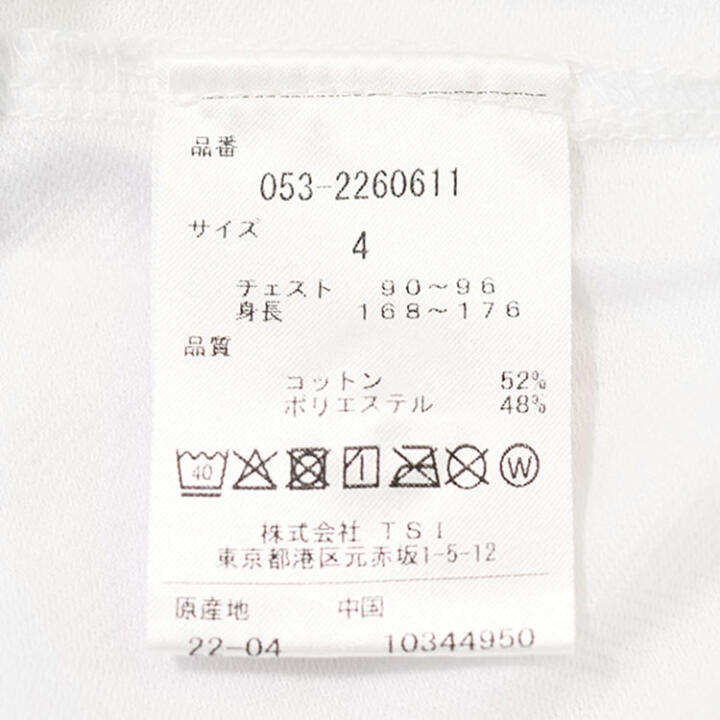 品番
053-2260611
サイズ
4
チェスト 90～96
身長 168～176
品質
コットン 52%
ポリエステル 48%
40 W
株式会社 TSI
東京都港区元赤坂1-5-12
原産地 中国
22-04 10344950